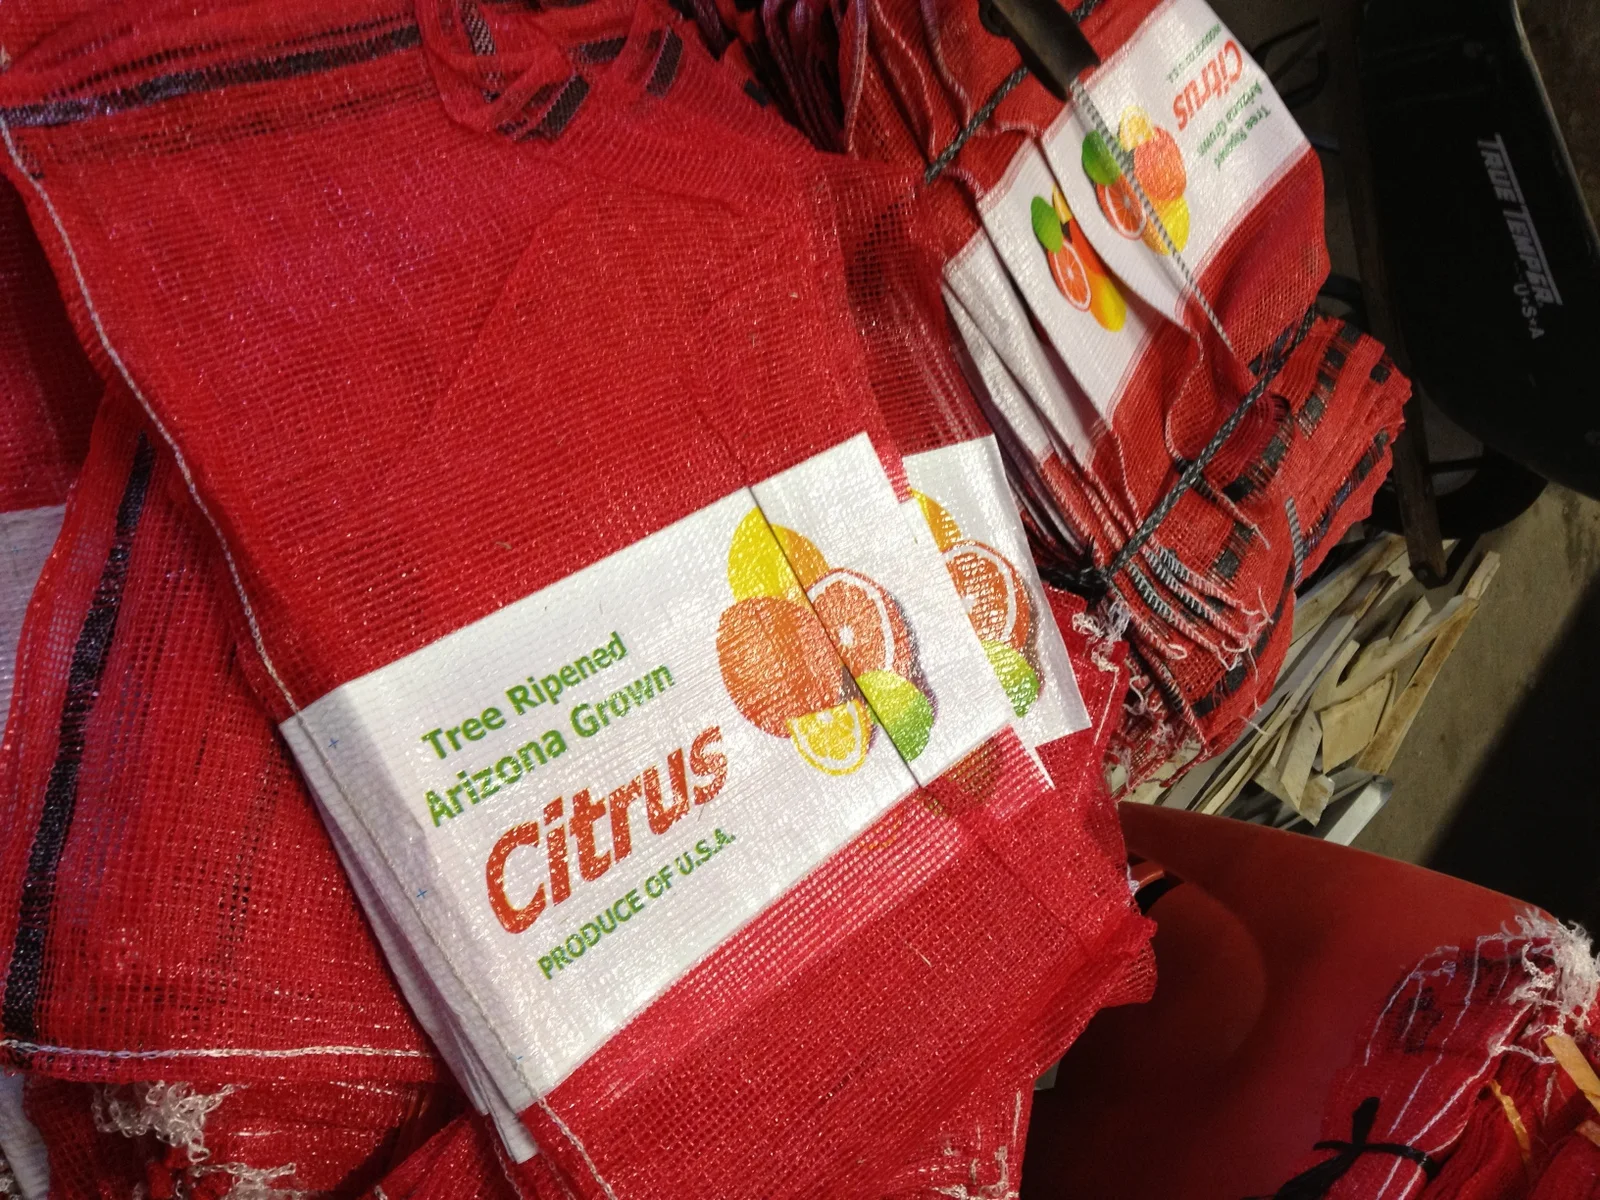 Tree Ripened
Arizona Grown
Citrus
PRODUCE OF U.S.A.
Tree Ripened
Arizona Grown
Citrus
PRODUCE OF U.S.A.
TRUE TEMPER
U•S•A